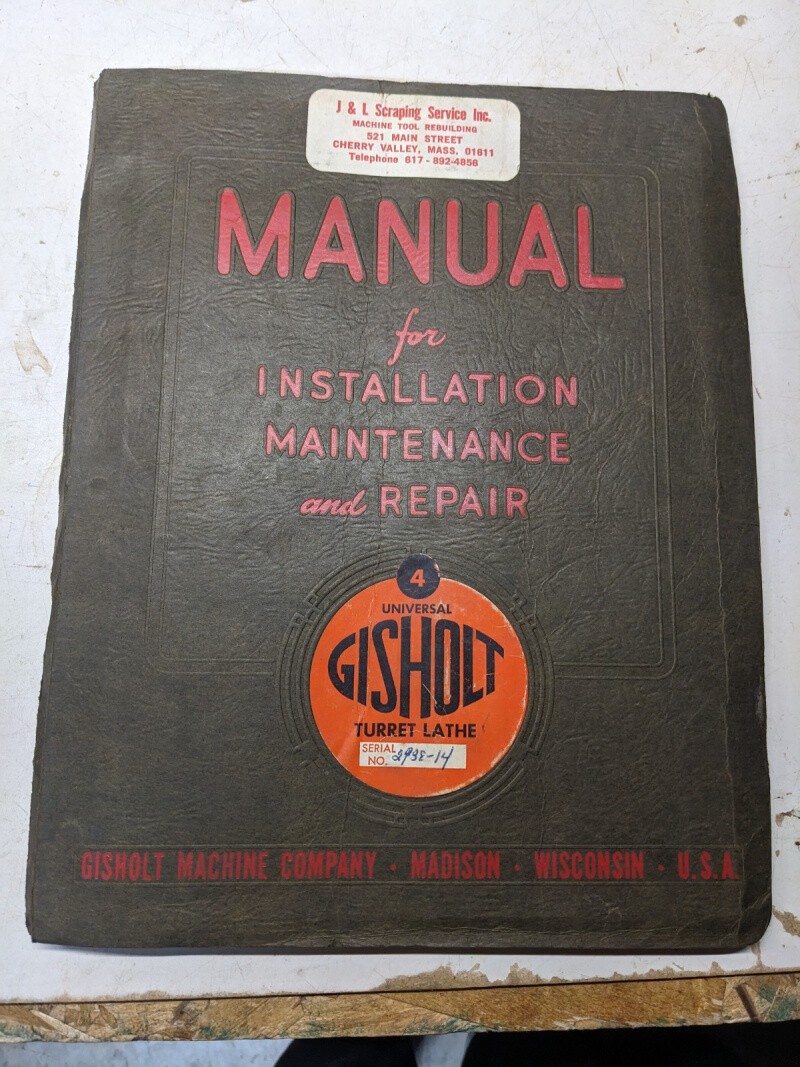 J & L Scraping Service Inc.
MACHINE TOOL REBUILDING
521 MAIN STREET
CHERRY VALLEY, MASS. 01611
Telephone 617 - 892-4856
MANUAL
for
INSTALLATION
MAINTENANCE
and REPAIR
4
UNIVERSAL
GISHOLT
TURRET LATHE
SERIAL NO. 2938-14
GISHOLT MACHINE COMPANY · MADISON · WISCONSIN · U.S.A.